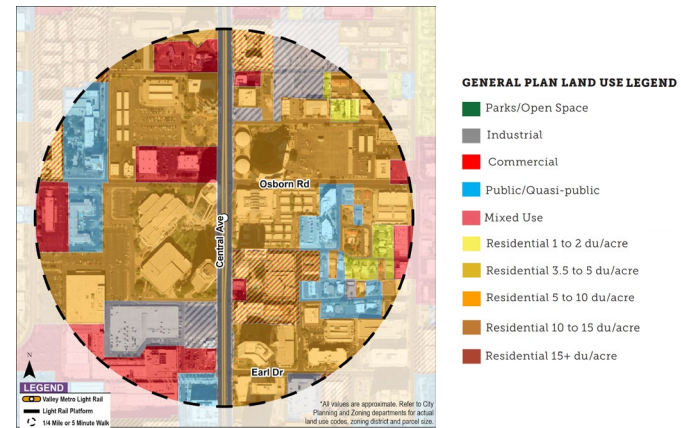 Osborn Rd
Central Ave
Earl Dr
N
LEGEND
Valley Metro Light Rail
Light Rail Platform
1/4 Mile or 5 Minute Walk
*All values are approximate. Refer to City
Planning and Zoning departments for actual
land use codes, zoning district and parcel size.
GENERAL PLAN LAND USE LEGEND
Parks/Open Space
Industrial
Commercial
Public/Quasi-public
Mixed Use
Residential 1 to 2 du/acre
Residential 3.5 to 5 du/acre
Residential 5 to 10 du/acre
Residential 10 to 15 du/acre
Residential 15+ du/acre